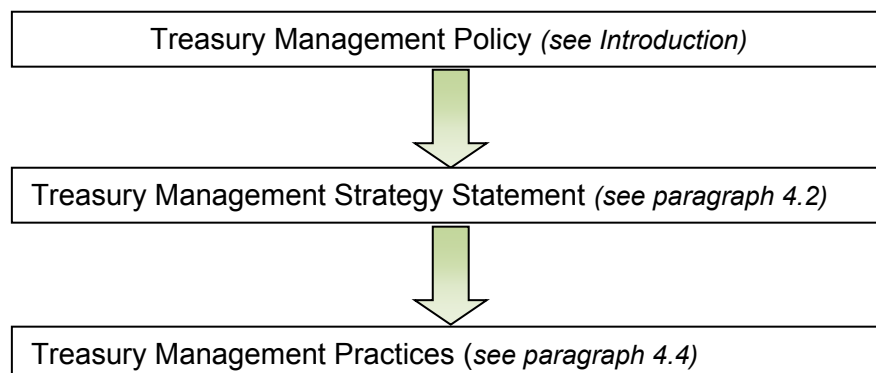 Treasury Management Policy (see Introduction)
Treasury Management Strategy Statement (see paragraph 4.2)
Treasury Management Practices (see paragraph 4.4)